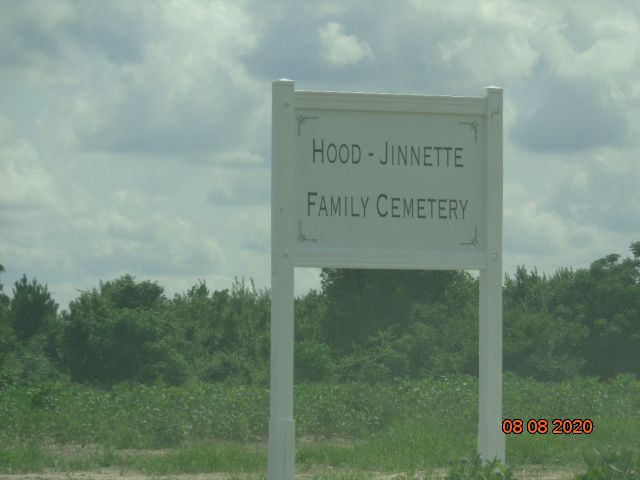 HOOD - JINNETTE
FAMILY CEMETERY
08 08 2020